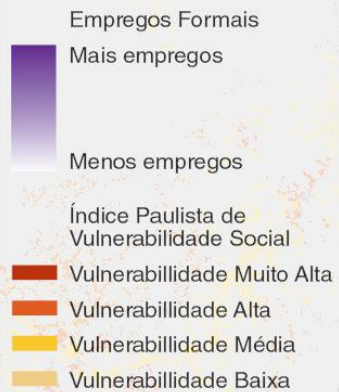 Empregos Formais
Mais empregos
Menos empregos
Índice Paulista de
Vulnerabilidade Social
Vulnerabillidade Muito Alta
Vulnerabillidade Alta
Vulnerabillidade Média
Vulnerabillidade Baixa